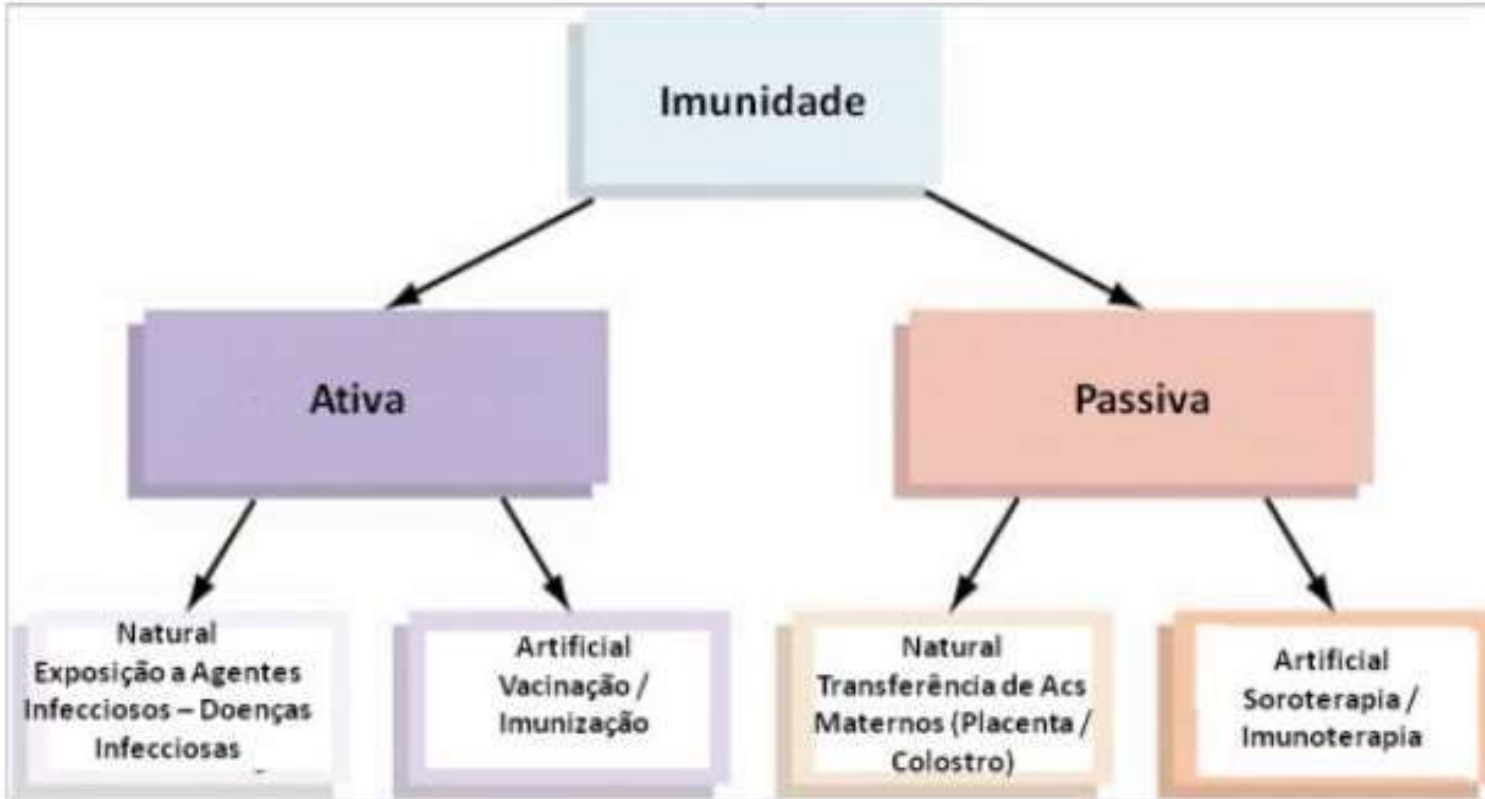 Imunidade
Ativa
Passiva
Natural
Exposição a Agentes
Infecciosos – Doenças
Infecciosas
Artificial
Vacinação /
Imunização
Natural
Transferência de Acs
Maternos (Placenta /
Colostro)
Artificial
Soroterapia /
Imunoterapia